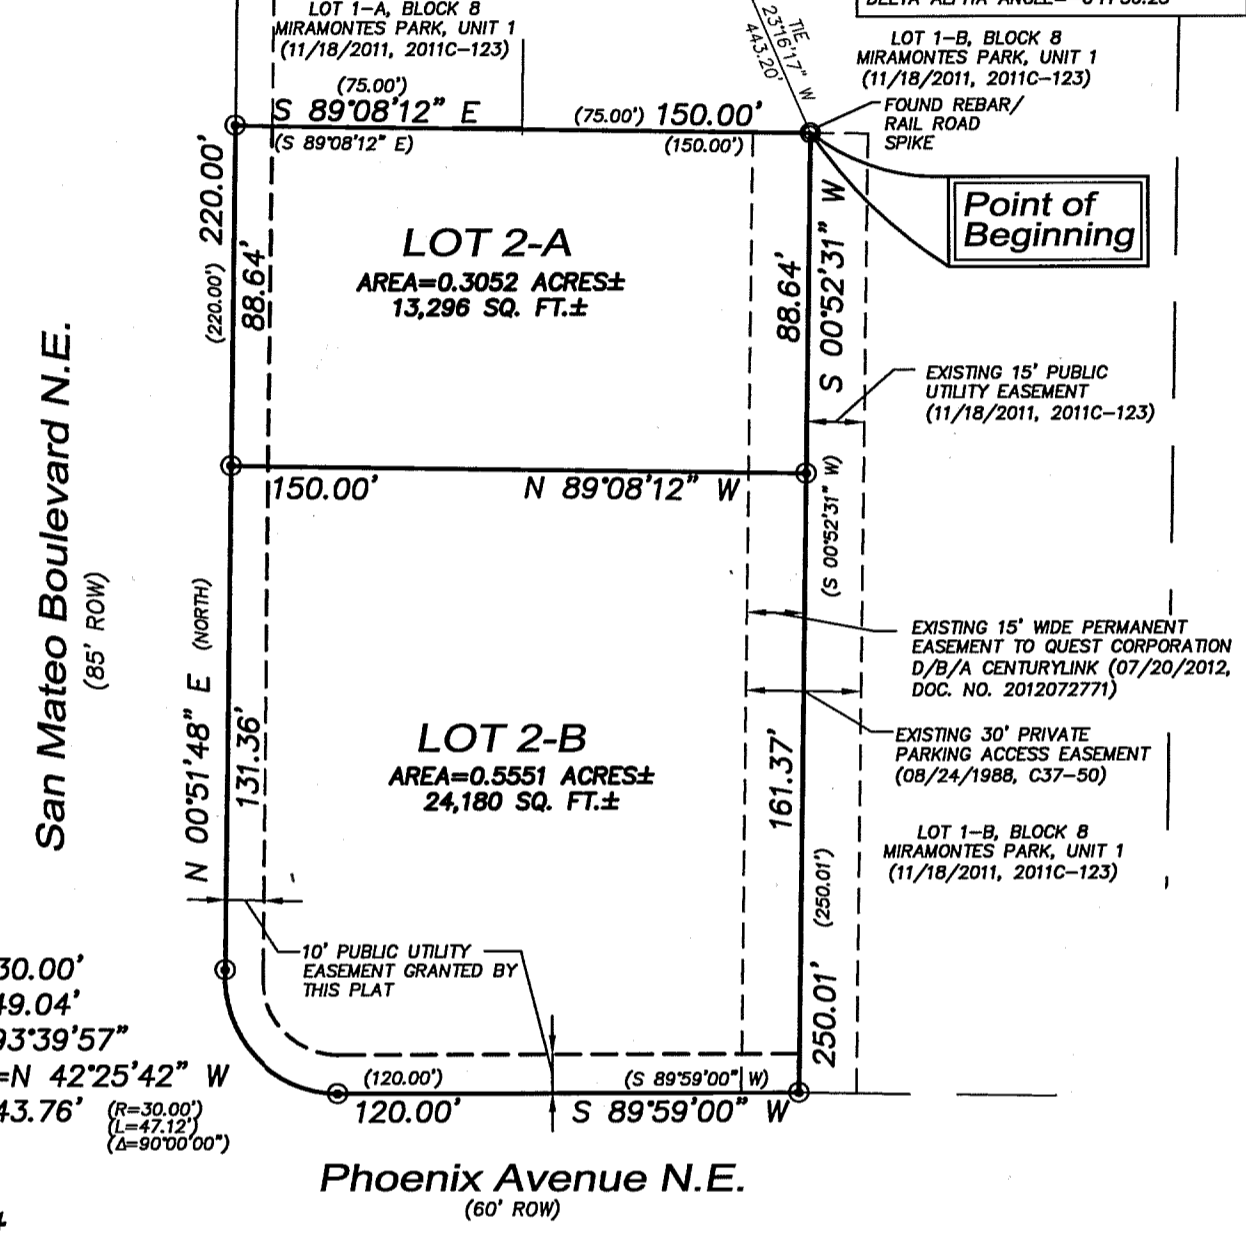 LOT 1-A, BLOCK 8
MIRAMONTES PARK, UNIT 1
(11/18/2011, 2011C-123)
(75.00')
S 89°08'12" E
(S 89°08'12" E)
(75.00') 150.00'
(150.00')
TIE
23°16'17" W
443.20'
LOT 1-B, BLOCK 8
MIRAMONTES PARK, UNIT 1
(11/18/2011, 2011C-123)
FOUND REBAR/
RAIL ROAD
SPIKE
Point of
Beginning
(220.00') 220.00'
88.64'
LOT 2-A
AREA=0.3052 ACRES±
13,296 SQ. FT.±
88.64'
S 00°52'31" W
EXISTING 15' PUBLIC
UTILITY EASEMENT
(11/18/2011, 2011C-123)
150.00'
N 89°08'12" W
(S 00°52'31" W)
San Mateo Boulevard N.E.
(85' ROW)
N 00°51'48" E (NORTH)
131.36'
EXISTING 15' WIDE PERMANENT
EASEMENT TO QUEST CORPORATION
D/B/A CENTURYLINK (07/20/2012,
DOC. NO. 2012072771)
EXISTING 30' PRIVATE
PARKING ACCESS EASEMENT
(08/24/1988, C37-50)
LOT 2-B
AREA=0.5551 ACRES±
24,180 SQ. FT.±
161.37'
LOT 1-B, BLOCK 8
MIRAMONTES PARK, UNIT 1
(11/18/2011, 2011C-123)
250.01' (250.01')
10' PUBLIC UTILITY
EASEMENT GRANTED BY
THIS PLAT
30.00'
49.04'
93°39'57"
=N 42°25'42" W
43.76'
(R=30.00')
(L=47.12')
(Δ=90°00'00")
(120.00')
(S 89°59'00" W)
120.00'
S 89°59'00" W
Phoenix Avenue N.E.
(60' ROW)